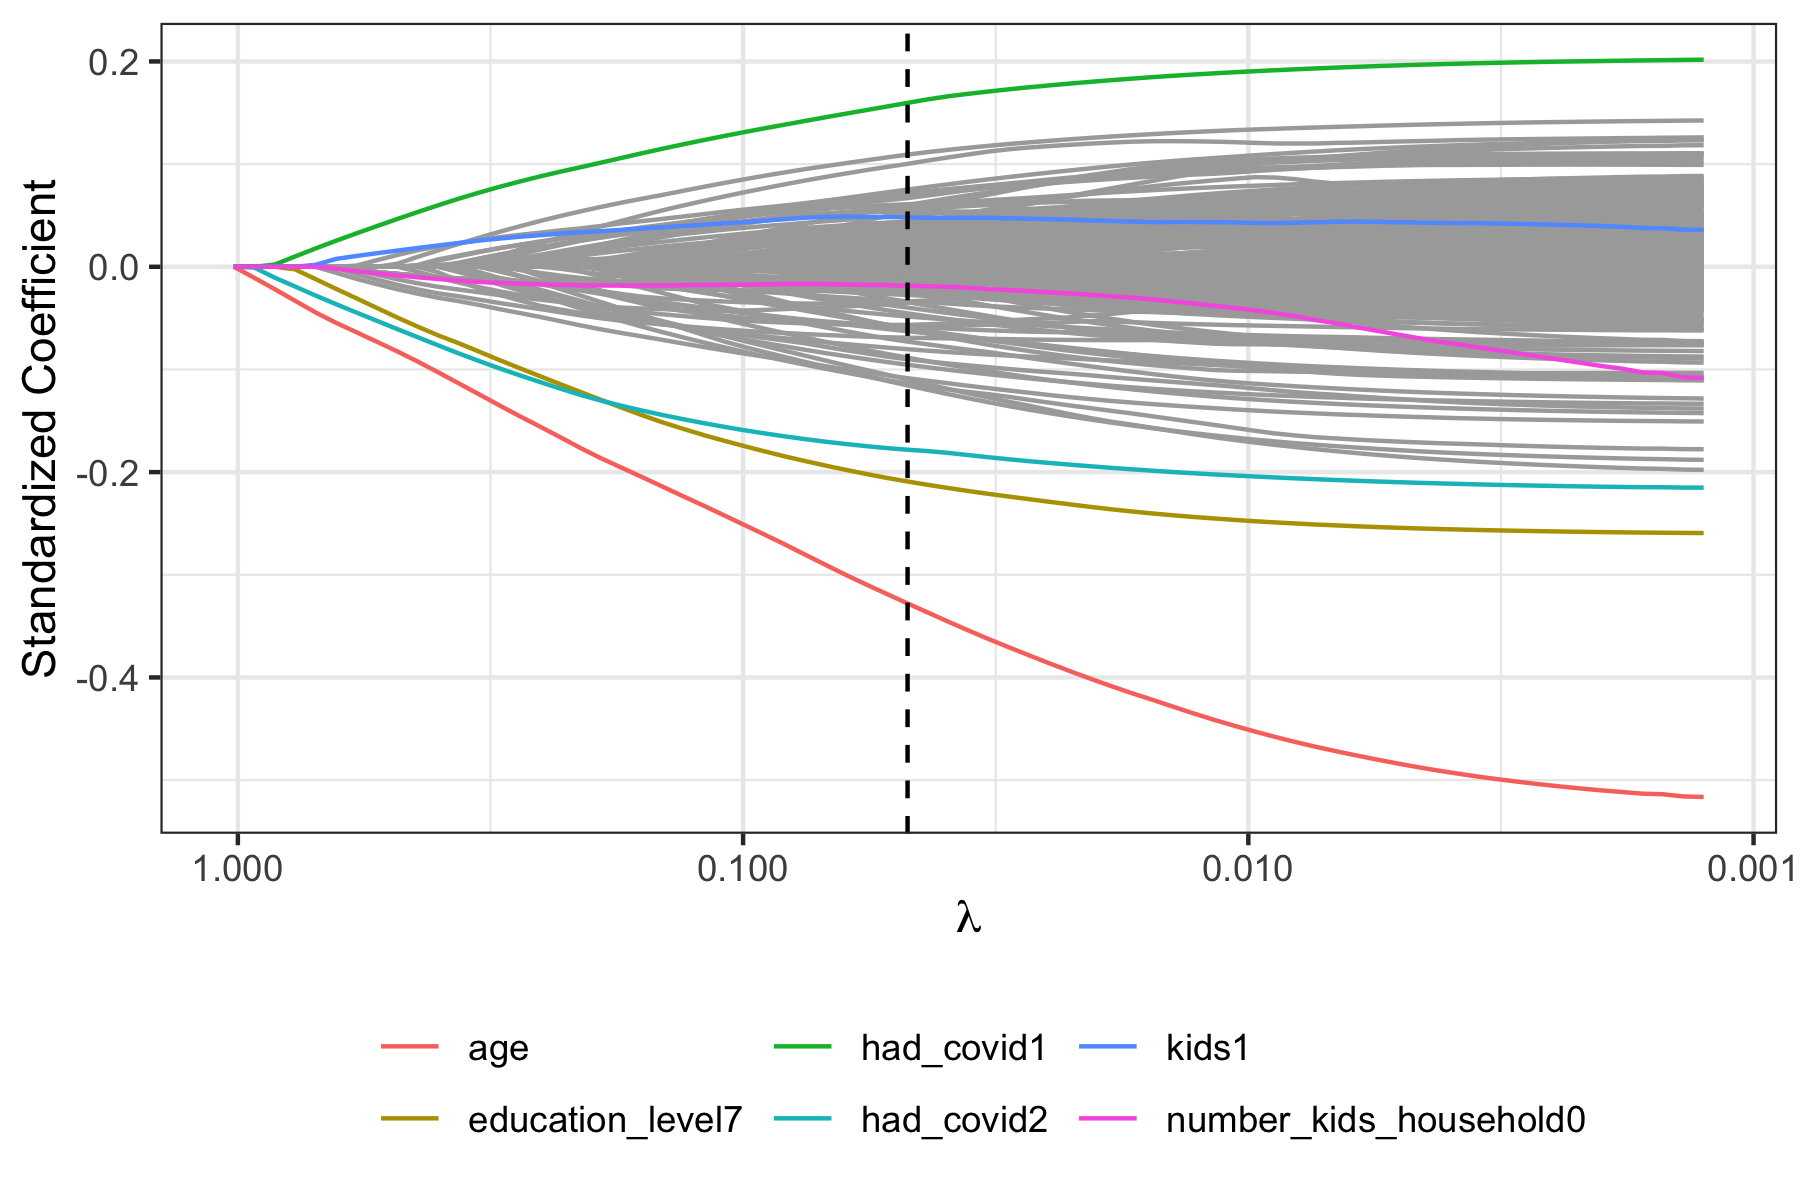 Standardized Coefficient
0.2
0.0
-0.2
-0.4
1.000 0.100 0.010 0.001
λ
age had_covid1 kids1
education_level7 had_covid2 number_kids_household0